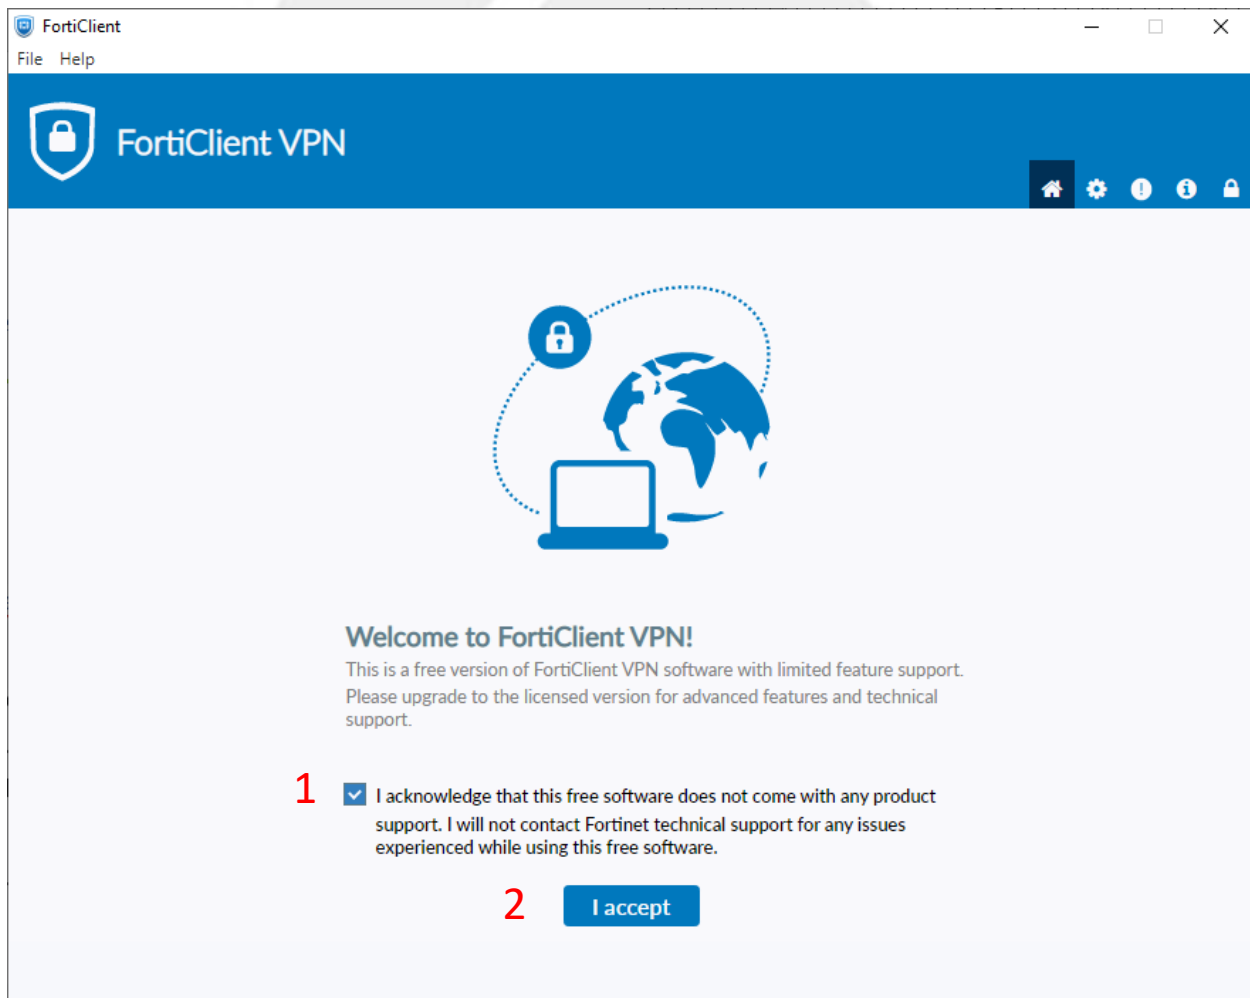 FortiClient
File Help
FortiClient VPN
Welcome to FortiClient VPN!
This is a free version of FortiClient VPN software with limited feature support.
Please upgrade to the licensed version for advanced features and technical
support.
1 I acknowledge that this free software does not come with any product
support. I will not contact Fortinet technical support for any issues
experienced while using this free software.
2 I accept